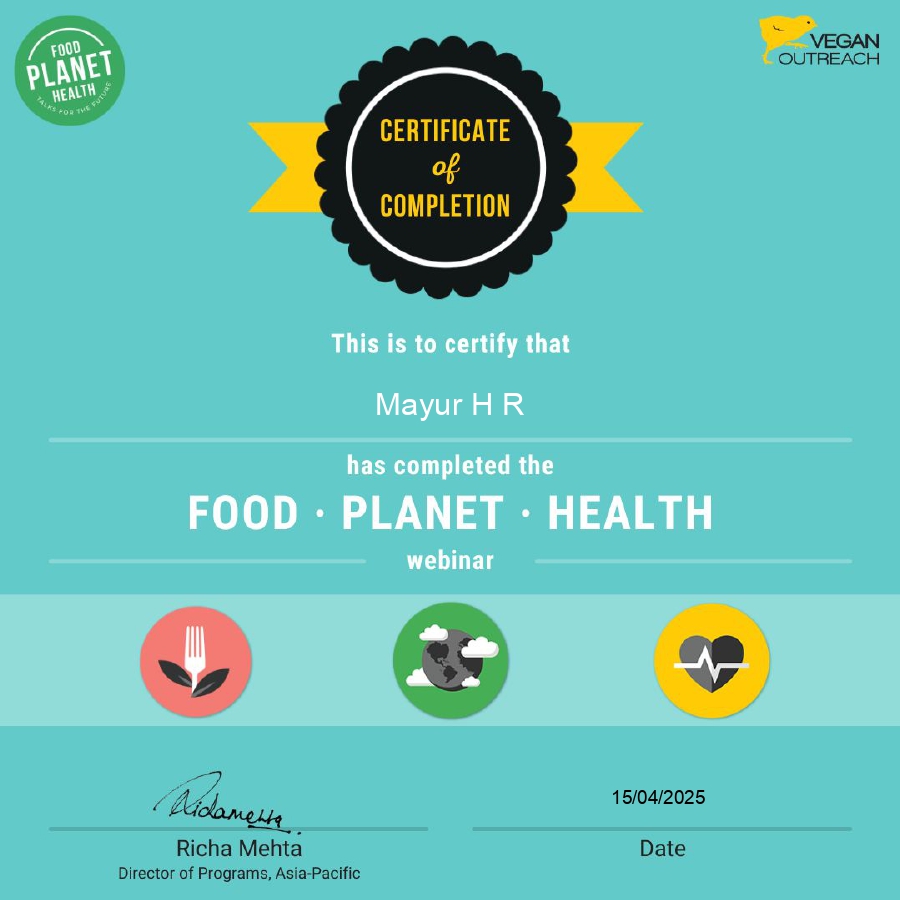 FOOD
PLANET
HEALTH
TALKS FOR THE FUTURE
VEGAN
OUTREACH
CERTIFICATE
of
COMPLETION
This is to certify that
Mayur H R
has completed the
FOOD · PLANET · HEALTH
webinar
15/04/2025
Richa Mehta
Date
Director of Programs, Asia-Pacific